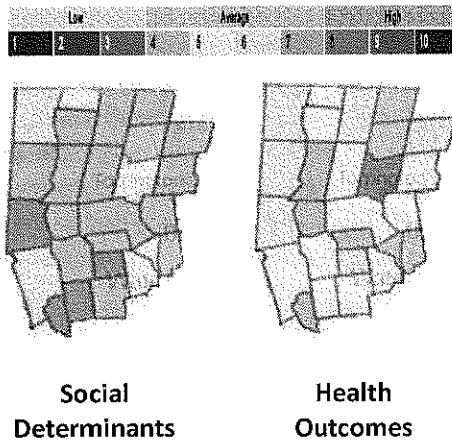 Low Average High
1 2 3 4 5 6 7 8 9 10
Social Determinants
Health Outcomes